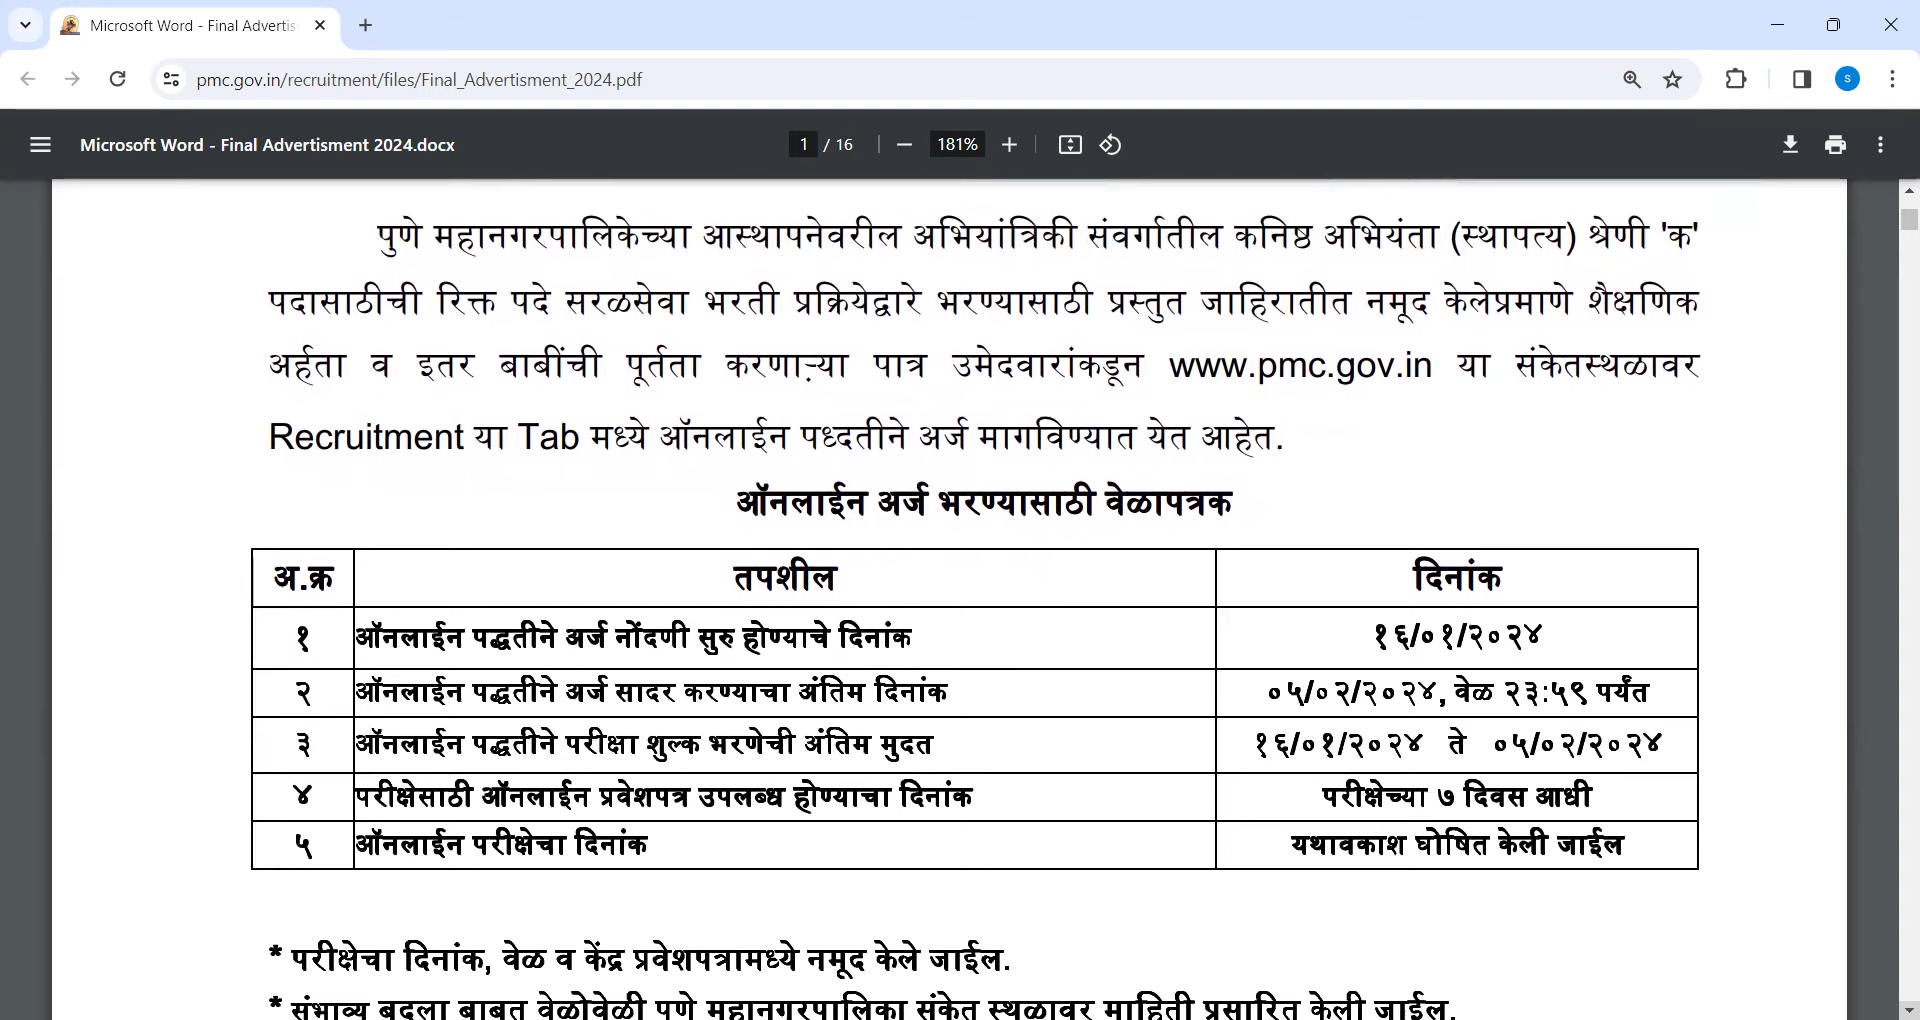 Microsoft Word - Final Advertis
pmc.gov.in/recruitment/files/Final_Advertisment_2024.pdf
S
Microsoft Word - Final Advertisment 2024.docx
1 / 16
181%
पुणे महानगरपालिकेच्या आस्थापनेवरील अभियांत्रिकी संवर्गातील कनिष्ठ अभियंता (स्थापत्य) श्रेणी 'क'
पदासाठीची रिक्त पदे सरळसेवा भरती प्रक्रियेद्वारे भरण्यासाठी प्रस्तुत जाहिरातीत नमूद केलेप्रमाणे शैक्षणिक
अर्हता व इतर बाबींची पूर्तता करणाऱ्या पात्र उमेदवारांकडून www.pmc.gov.in या संकेतस्थळावर
Recruitment या Tab मध्ये ऑनलाईन पध्दतीने अर्ज मागविण्यात येत आहेत.
ऑनलाईन अर्ज भरण्यासाठी वेळापत्रक
अ.क्र तपशील दिनांक
१ ऑनलाईन पद्धतीने अर्ज नोंदणी सुरु होण्याचे दिनांक १६/०१/२०२४
२ ऑनलाईन पद्धतीने अर्ज सादर करण्याचा अंतिम दिनांक ०५/०२/२०२४, वेळ २३:५९ पर्यंत
३ ऑनलाईन पद्धतीने परीक्षा शुल्क भरणेची अंतिम मुदत १६/०१/२०२४ ते ०५/०२/२०२४
४ परीक्षेसाठी ऑनलाईन प्रवेशपत्र उपलब्ध होण्याचा दिनांक परीक्षेच्या ७ दिवस आधी
५ ऑनलाईन परीक्षेचा दिनांक यथावकाश घोषित केली जाईल
* परीक्षेचा दिनांक, वेळ व केंद्र प्रवेशपत्रामध्ये नमूद केले जाईल.
* संभाव्य बदला बाबत वेळोवेळी पुणे महानगरपालिका संकेत स्थळावर माहिती प्रसारित केली जाईल.